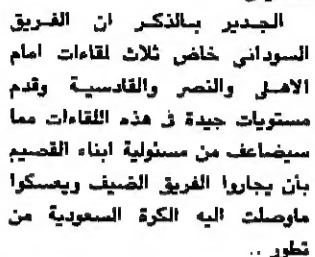 الجدير بالذكر ان الفريق
السوداني خاض ثلاث لقاءات امام
الاهلي والنصر والقادسية وقدم
مستويات جيدة في هذه اللقاءات مما
سيضاعف من مسئولية ابناء القصيم
بأن يجاروا الفريق الضيف ويعسكوا
ماوصلت اليه الكرة السعودية من
تطور ..